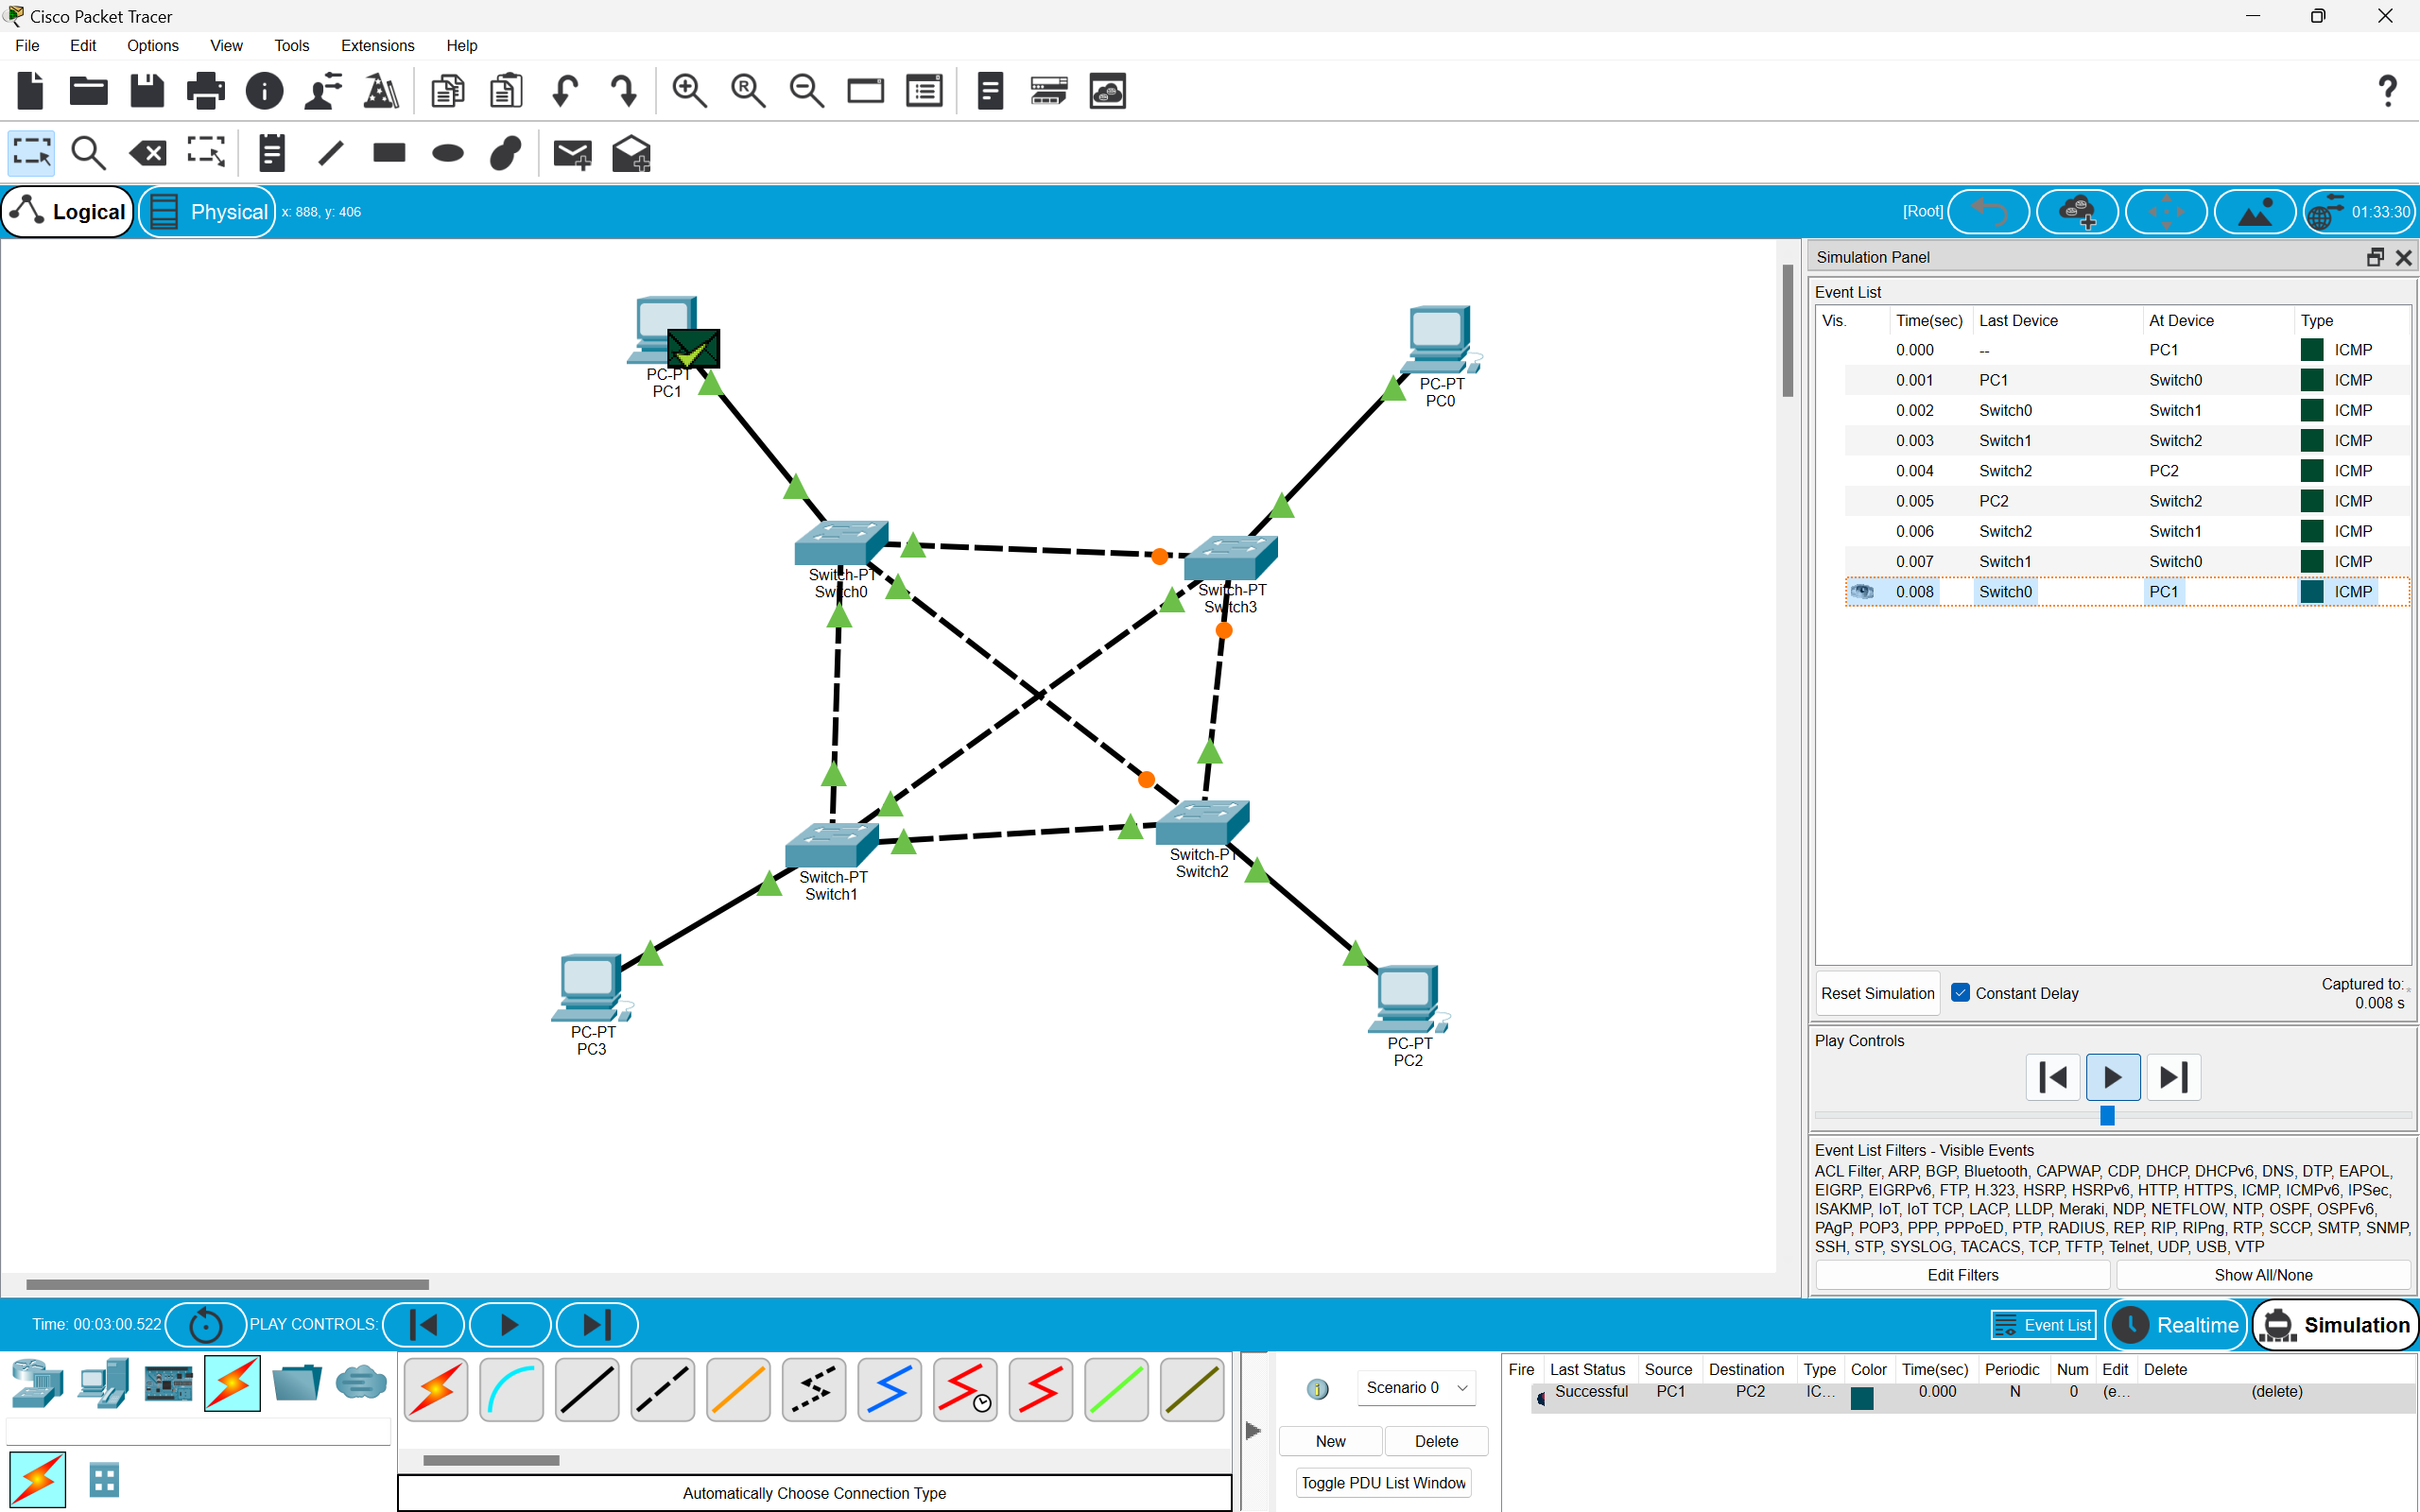 Cisco Packet Tracer
File Edit Options View Tools Extensions Help
Logical Physical x: 888, y: 406 [Root] 01:33:30
Simulation Panel
Event List
Vis. Time(sec) Last Device At Device Type
0.000 -- PC1 ICMP
0.001 PC1 Switch0 ICMP
0.002 Switch0 Switch1 ICMP
0.003 Switch1 Switch2 ICMP
0.004 Switch2 PC2 ICMP
0.005 PC2 Switch2 ICMP
0.006 Switch2 Switch1 ICMP
0.007 Switch1 Switch0 ICMP
0.008 Switch0 PC1 ICMP
PC-PT
PC1
PC-PT
PC0
Switch-PT
Switch0
Switch-PT
Switch3
Switch-PT
Switch1
Switch-PT
Switch2
PC-PT
PC3
PC-PT
PC2
Reset Simulation Constant Delay Captured to:
0.008 s
Play Controls
Event List Filters - Visible Events
ACL Filter, ARP, BGP, Bluetooth, CAPWAP, CDP, DHCP, DHCPv6, DNS, DTP, EAPOL,
EIGRP, EIGRPv6, FTP, H.323, HSRP, HSRPv6, HTTP, HTTPS, ICMP, ICMPv6, IPSec,
ISAKMP, IoT, IoT TCP, LACP, LLDP, Meraki, NDP, NETFLOW, NTP, OSPF, OSPFv6,
PAgP, POP3, PPP, PPPoED, PTP, RADIUS, REP, RIP, RIPng, RTP, SCCP, SMTP, SNMP,
SSH, STP, SYSLOG, TACACS, TCP, TFTP, Telnet, UDP, USB, VTP
Edit Filters Show All/None
Time: 00:03:00.522 PLAY CONTROLS: Event List Realtime Simulation
Scenario 0
New Delete
Toggle PDU List Window
Fire Last Status Source Destination Type Color Time(sec) Periodic Num Edit Delete
Successful PC1 PC2 IC... 0.000 N 0 (e... (delete)
Automatically Choose Connection Type